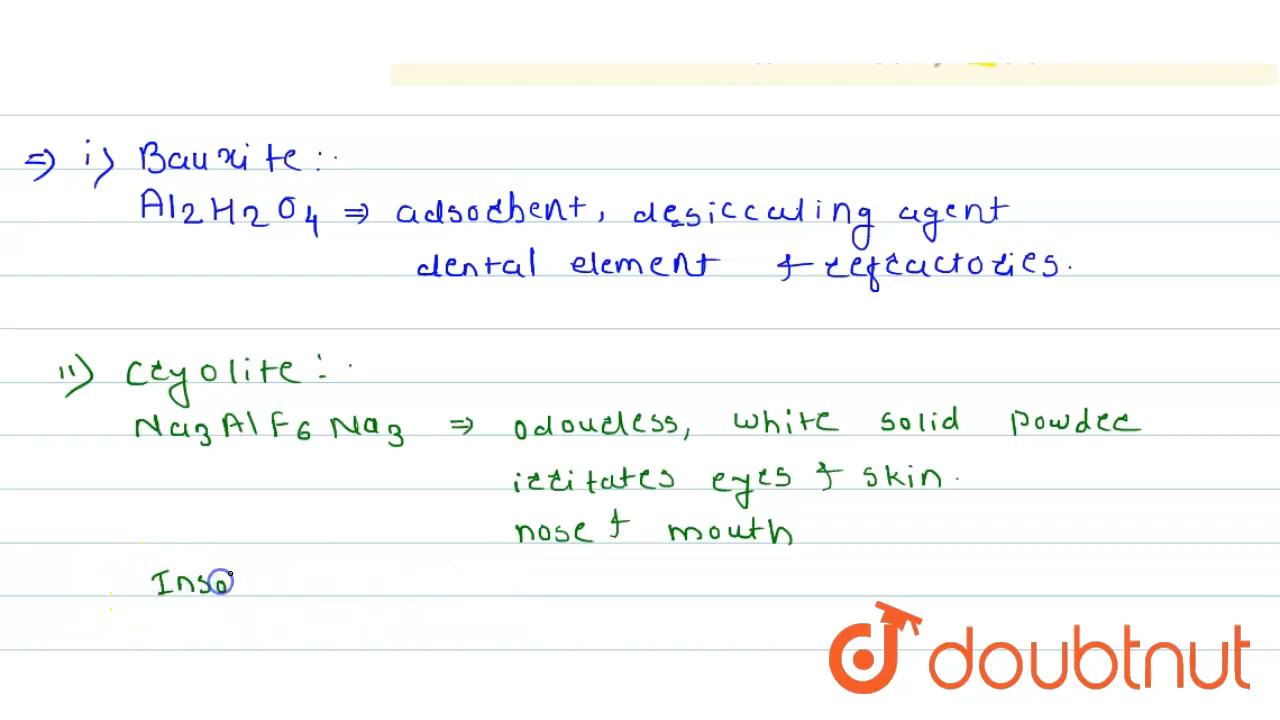 ⇒ i) Bauxite:-
Al2H2O4 ⇒ adsorbent, desiccating agent
dental element & refractories.
ii) Cryolite:-
Na3AlF6Na3 ⇒ odourless, white solid powder
irritates eyes & skin.
nose & mouth
Inso
doubtnut